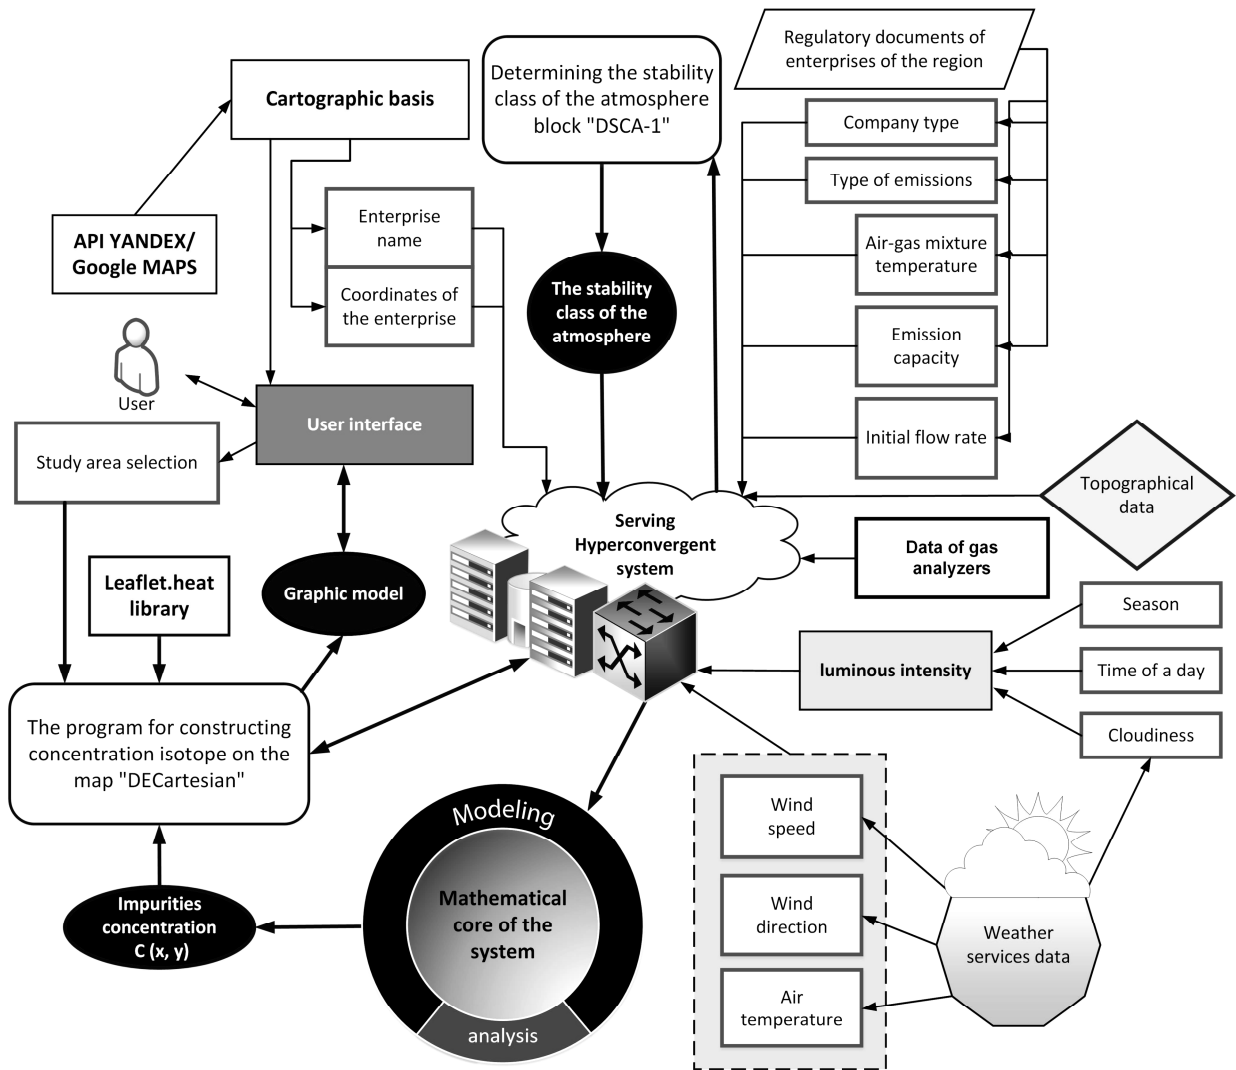 Regulatory documents of
enterprises of the region
Determining the stability
class of the atmosphere
block "DSCA-1"
Cartographic basis
Company type
Type of emissions
Enterprise
name
API YANDEX/
Google MAPS
Air-gas mixture
temperature
Coordinates of
the enterprise
The stability
class of the
atmosphere
Emission
capacity
User
User interface
Initial flow rate
Study area selection
Topographical
data
Serving
Hyperconvergent
system
Data of gas
analyzers
Leaflet.heat
library
Graphic model
Season
luminous intensity
Time of a day
The program for constructing
concentration isotope on the
map "DECartesian"
Cloudiness
Modeling
Wind
speed
Mathematical
core of the
system
Impurities
concentration
C (x, y)
Wind
direction
Weather
services data
Air
temperature
analysis